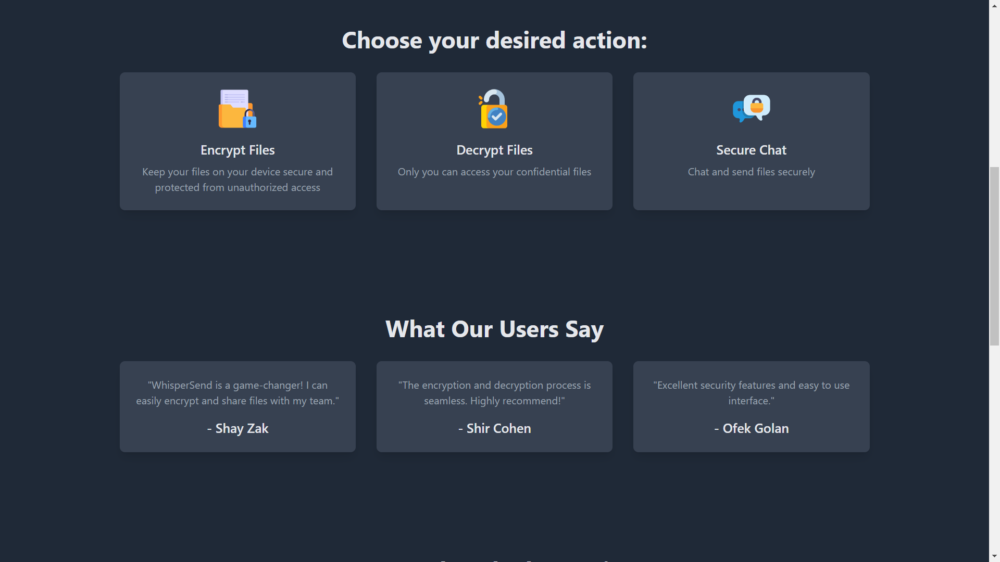 Choose your desired action:
Encrypt Files
Keep your files on your device secure and
protected from unauthorized access
Decrypt Files
Only you can access your confidential files
Secure Chat
Chat and send files securely
What Our Users Say
"WhisperSend is a game-changer! I can
easily encrypt and share files with my team."
- Shay Zak
"The encryption and decryption process is
seamless. Highly recommend!"
- Shir Cohen
"Excellent security features and easy to use
interface."
- Ofek Golan